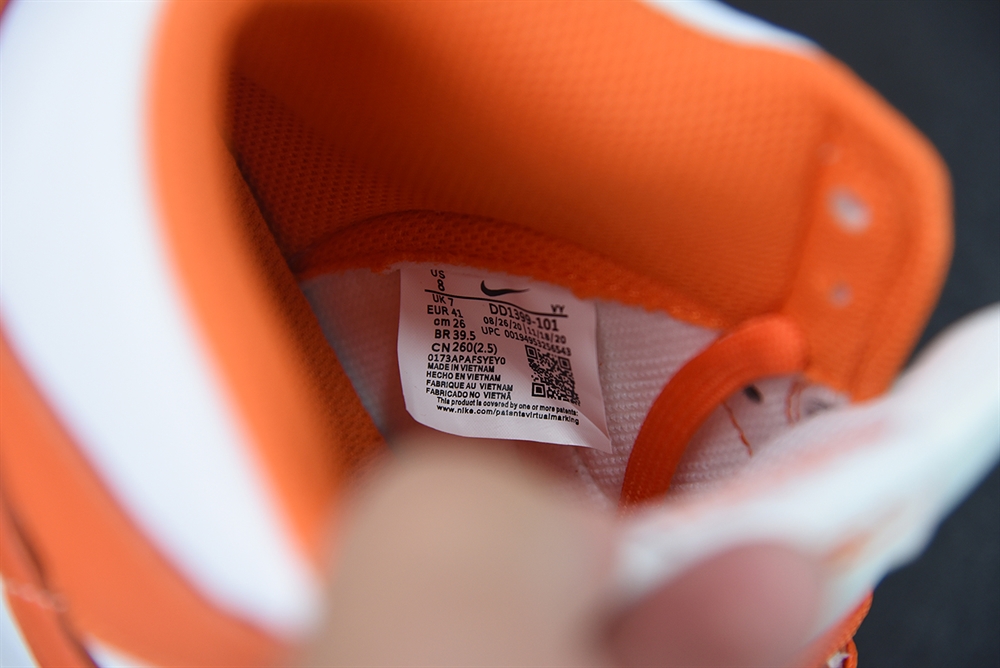 US
8
UK 7
VY
EUR 41
DD1399-101
cm 26
08/26/20 11/18/20
BR 39.5
UPC 00194953256643
CN 260(2.5)
0173APAFSYEY0
MADE IN VIETNAM
HECHO EN VIETNAM
FABRIQUE AU VIETNAM
FABRICADO NO VIETNÃ
This product is covered by one or more patents:
www.nike.com/patentsvirtualmarking